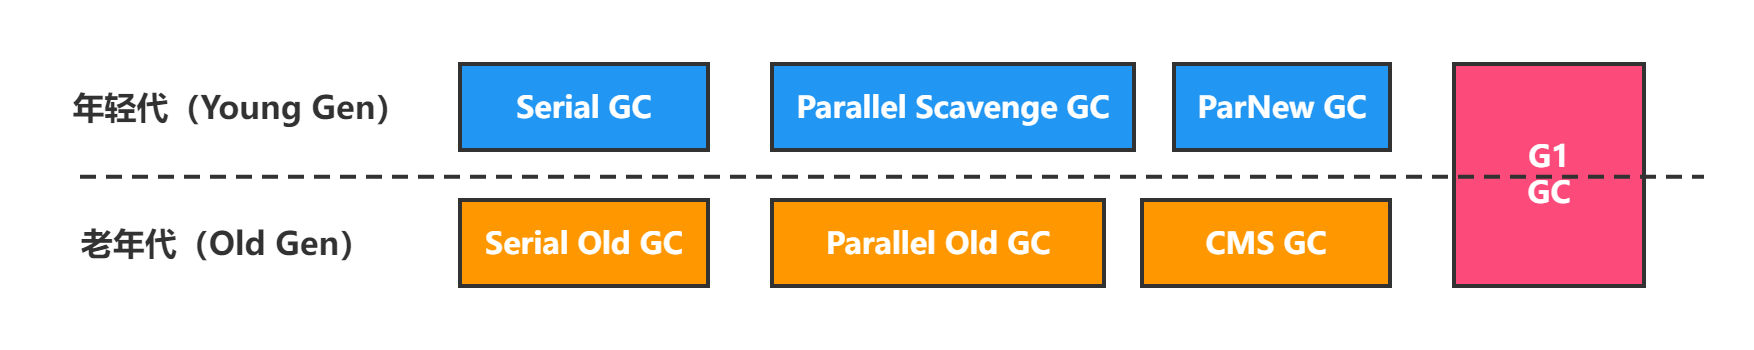 年轻代（Young Gen）
Serial GC
Parallel Scavenge GC
ParNew GC
G1
GC
老年代（Old Gen）
Serial Old GC
Parallel Old GC
CMS GC